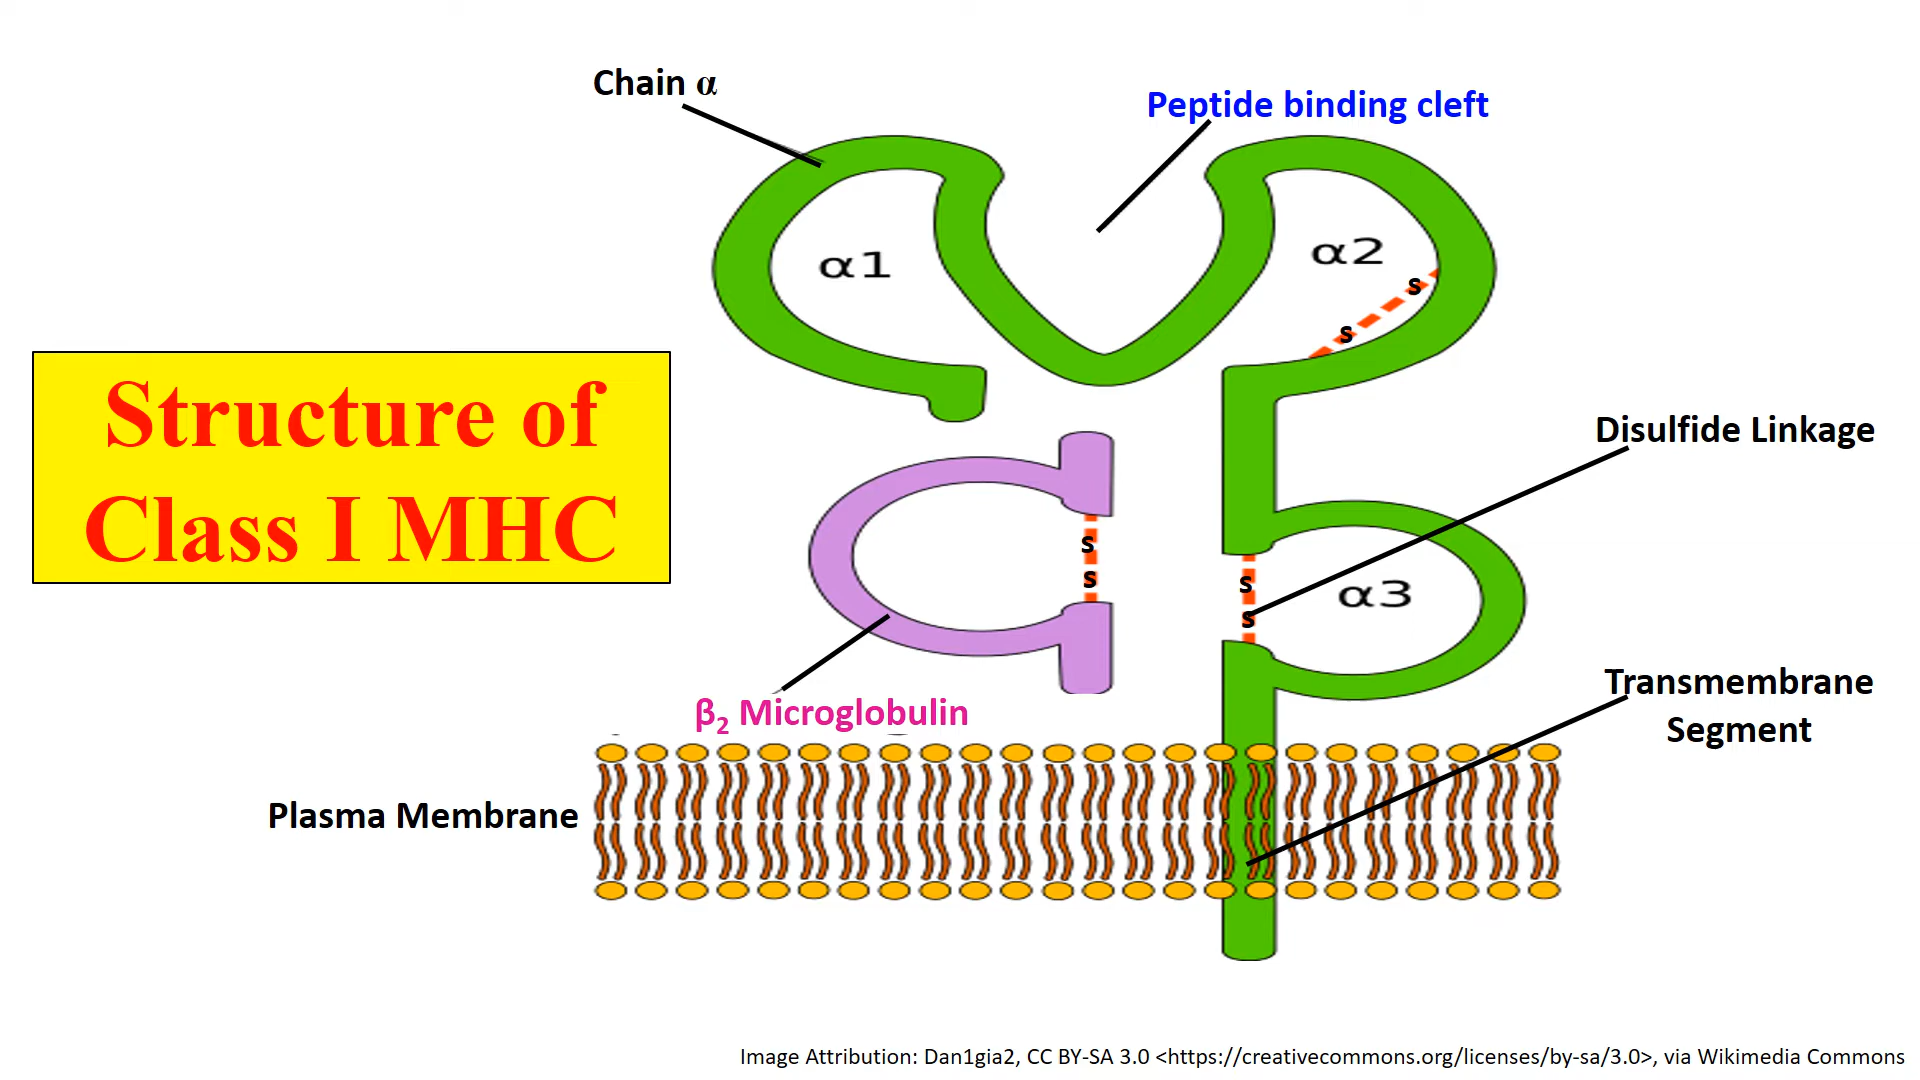 Chain α
Peptide binding cleft
α1
α2
s
s
Structure of
Class I MHC
Disulfide Linkage
s
s
s
s
α3
β₂ Microglobulin
Transmembrane
Segment
Plasma Membrane
Image Attribution: Dan1gia2, CC BY-SA 3.0 <https://creativecommons.org/licenses/by-sa/3.0>, via Wikimedia Commons